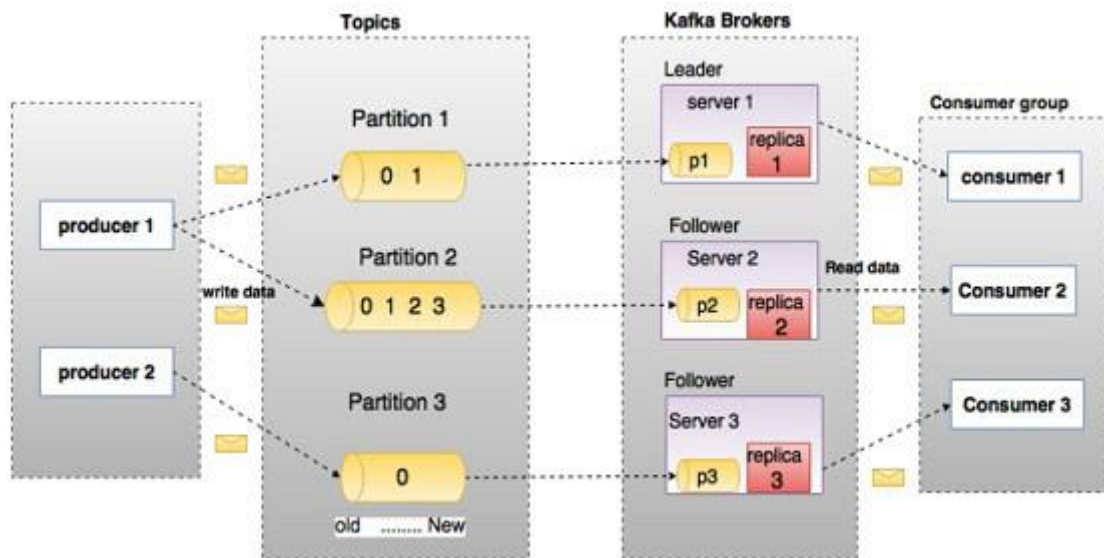 Topics
Kafka Brokers
Leader
server 1
p1
replica
1
Consumer group
Partition 1
0 1
consumer 1
producer 1
Follower
Server 2
p2
replica
2
Partition 2
0 1 2 3
write data
Read data
Consumer 2
producer 2
Follower
Server 3
p3
replica
3
Partition 3
0
Consumer 3
old ........ New